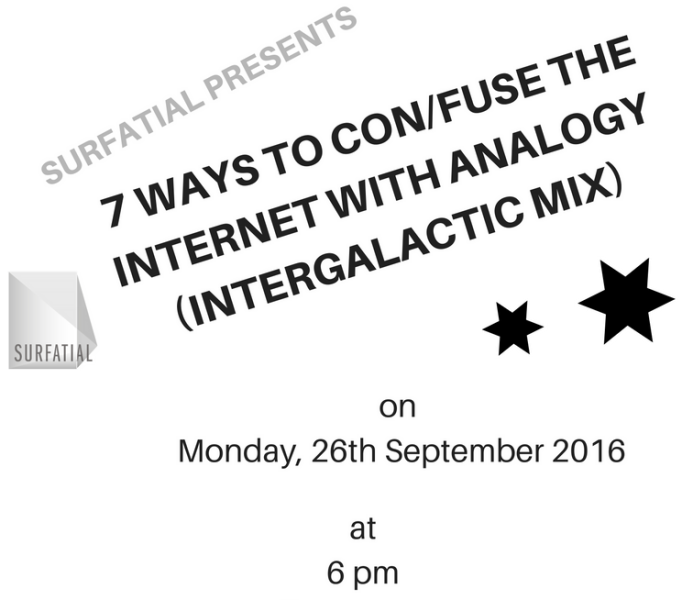 SURFATIAL PRESENTS
7 WAYS TO CON/FUSE THE
INTERNET WITH ANALOGY
(INTERGALACTIC MIX)
SURFATIAL
on
Monday, 26th September 2016
at
6 pm